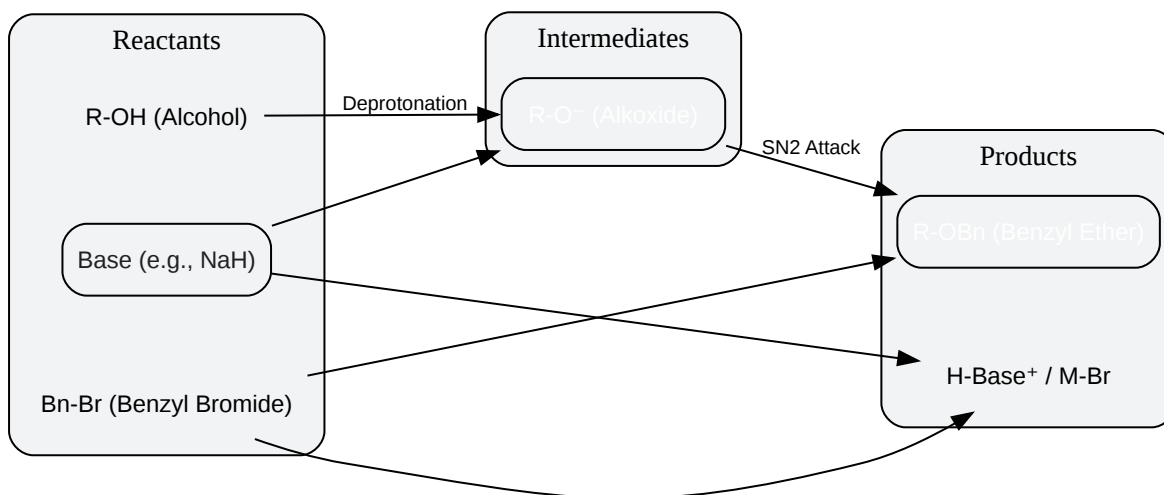 Reactants
R-OH (Alcohol)
Base (e.g., NaH)
Bn-Br (Benzyl Bromide)
Deprotonation
Intermediates
R-O⁻ (Alkoxide)
SN2 Attack
Products
R-OBn (Benzyl Ether)
H-Base⁺ / M-Br